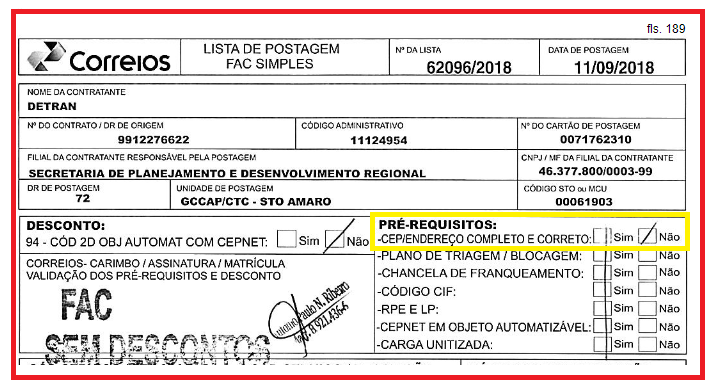 fls. 189
Correios
LISTA DE POSTAGEM
FAC SIMPLES
Nº DA LISTA
62096/2018
DATA DE POSTAGEM
11/09/2018
NOME DA CONTRATANTE
DETRAN
Nº DO CONTRATO / DR DE ORIGEM
9912276622
CÓDIGO ADMINISTRATIVO
11124954
Nº DO CARTÃO DE POSTAGEM
0071762310
FILIAL DA CONTRATANTE RESPONSÁVEL PELA POSTAGEM
SECRETARIA DE PLANEJAMENTO E DESENVOLVIMENTO REGIONAL
CNPJ / MF DA FILIAL DA CONTRATANTE
46.377.800/0003-99
DR DE POSTAGEM
72
UNIDADE DE POSTAGEM
GCCAP/CTC - STO AMARO
CÓDIGO STO ou MCU
00061903
DESCONTO:
94 - CÓD 2D OBJ AUTOMAT COM CEPNET: Sim Não
CORREIOS- CARIMBO / ASSINATURA / MATRÍCULA
VALIDAÇÃO DOS PRÉ-REQUISITOS E DESCONTO
FAC
SEM DESCONTOS
Paulo N. Ribeiro
PRÉ-REQUISITOS:
-CEP/ENDEREÇO COMPLETO E CORRETO: Sim Não
-PLANO DE TRIAGEM / BLOCAGEM: Sim Não
-CHANCELA DE FRANQUEAMENTO: Sim Não
-CÓDIGO CIF: Sim Não
-RPE E LP: Sim Não
-CEPNET EM OBJETO AUTOMATIZÁVEL: Sim Não
-CARGA UNITIZADA: Sim Não